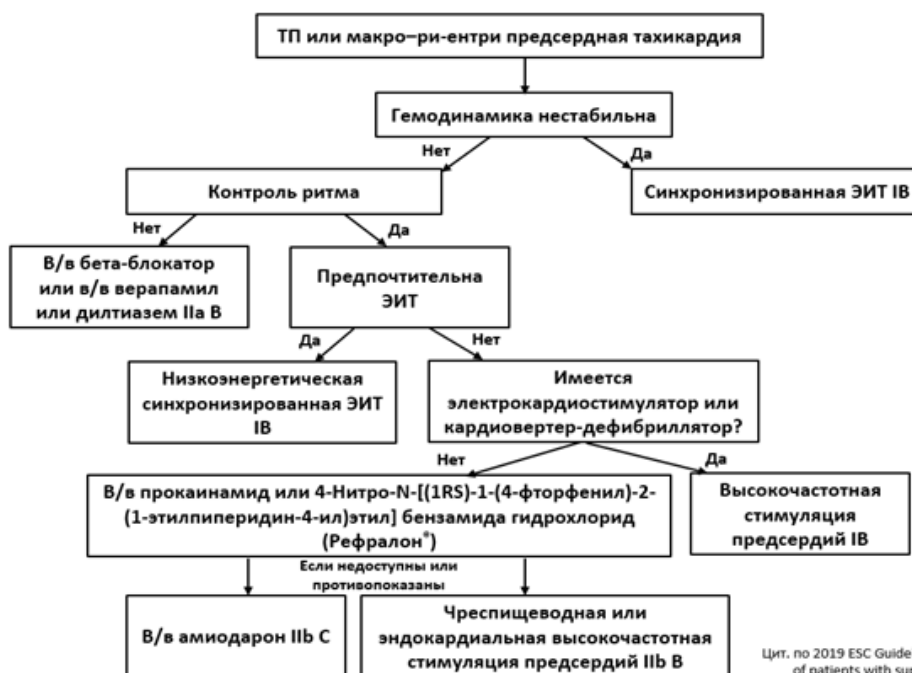 ТП или макро–ри-ентри предсердная тахикардия
Гемодинамика нестабильна
Нет
Да
Контроль ритма
Синхронизированная ЭИТ IB
Нет
Да
В/в бета-блокатор
или в/в верапамил
или дилтиазем IIa B
Предпочтительна
ЭИТ
Да
Нет
Низкоэнергетическая
синхронизированная ЭИТ
IB
Имеется
электрокардиостимулятор или
кардиовертер-дефибриллятор?
Нет
Да
В/в прокаинамид или 4-Нитро-N-[(1RS)-1-(4-фторфенил)-2-
(1-этилпиперидин-4-ил)этил] бензамида гидрохлорид
(Рефралон®)
Высокочастотная
стимуляция
предсердий IB
Если недоступны или
противопоказаны
В/в амиодарон IIb C
Чреспищеводная или
эндокардиальная высокочастотная
стимуляция предсердий IIb B
Цит. по 2019 ESC Guide
of patients with